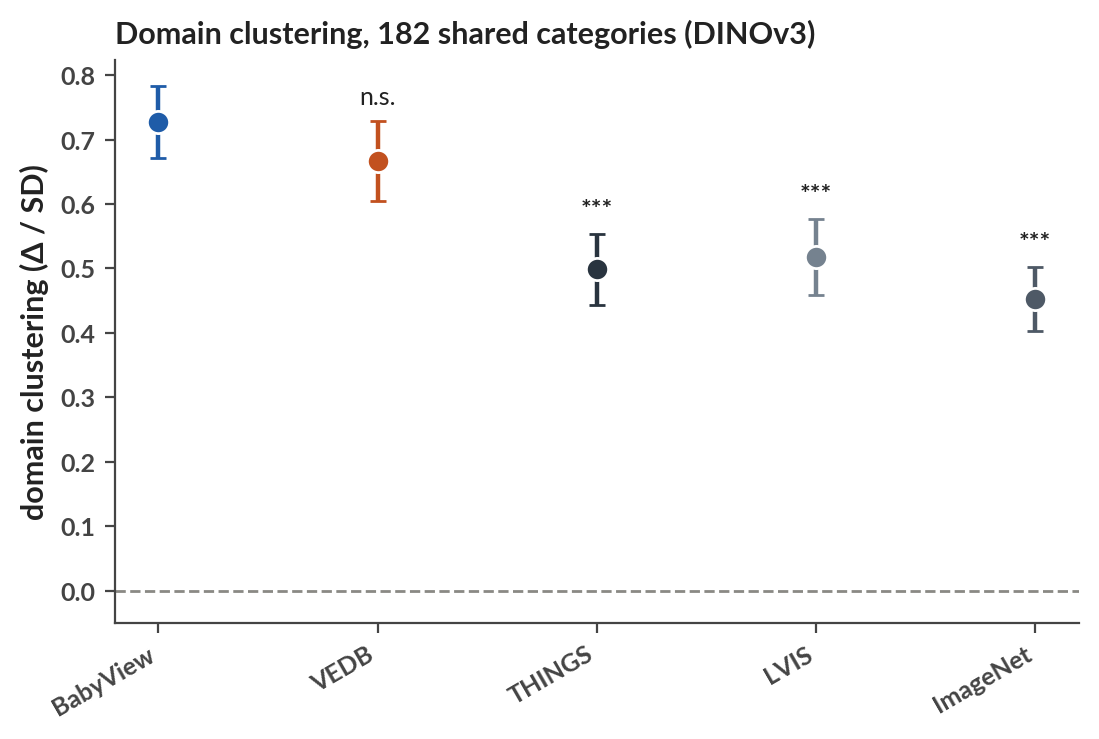 Domain clustering, 182 shared categories (DINOv3)
domain clustering (Δ / SD)
0.8
0.7
0.6
0.5
0.4
0.3
0.2
0.1
0.0
n.s.
***
***
***
BabyView
VEDB
THINGS
LVIS
ImageNet